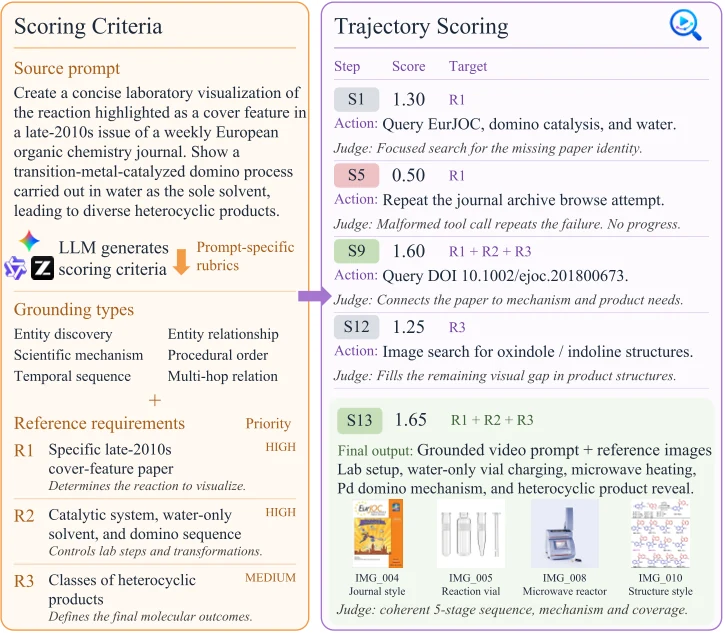 Scoring Criteria
Source prompt
Create a concise laboratory visualization of
the reaction highlighted as a cover feature in
a late-2010s issue of a weekly European
organic chemistry journal. Show a
transition-metal-catalyzed domino process
carried out in water as the sole solvent,
leading to diverse heterocyclic products.
LLM generates
scoring criteria
Prompt-specific
rubrics
Grounding types
Entity discovery
Entity relationship
Scientific mechanism
Procedural order
Temporal sequence
Multi-hop relation
+
Reference requirements
Priority
R1
Specific late-2010s
cover-feature paper
HIGH
Determines the reaction to visualize.
R2
Catalytic system, water-only
solvent, and domino sequence
HIGH
Controls lab steps and transformations.
R3
Classes of heterocyclic
products
MEDIUM
Defines the final molecular outcomes.
Trajectory Scoring
Step Score Target
S1 1.30 R1
Action: Query EurJOC, domino catalysis, and water.
Judge: Focused search for the missing paper identity.
S5 0.50 R1
Action: Repeat the journal archive browse attempt.
Judge: Malformed tool call repeats the failure. No progress.
S9 1.60 R1 + R2 + R3
Action: Query DOI 10.1002/ejoc.201800673.
Judge: Connects the paper to mechanism and product needs.
S12 1.25 R3
Action: Image search for oxindole / indoline structures.
Judge: Fills the remaining visual gap in product structures.
S13 1.65 R1 + R2 + R3
Final output: Grounded video prompt + reference images
Lab setup, water-only vial charging, microwave heating,
Pd domino mechanism, and heterocyclic product reveal.
EurJOC
IMG_004
Journal style
IMG_005
Reaction vial
IMG_008
Microwave reactor
IMG_010
Structure style
Judge: coherent 5-stage sequence, mechanism and coverage.